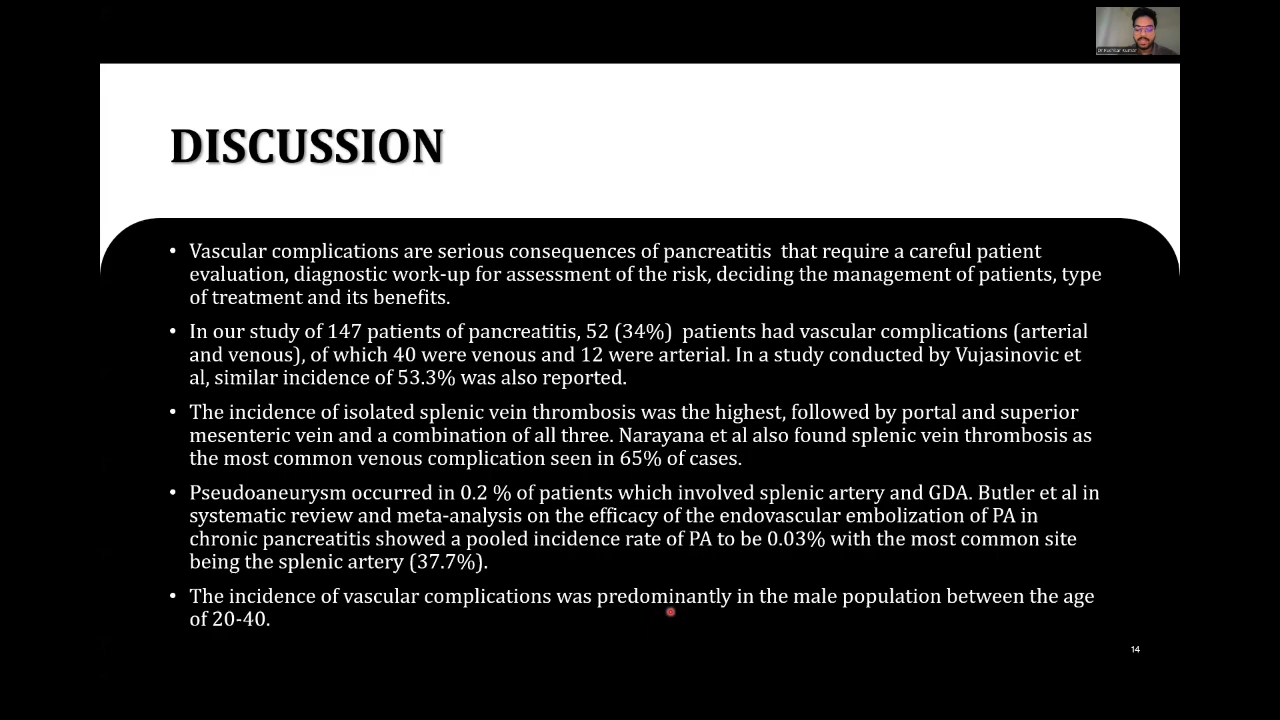 DISCUSSION
• Vascular complications are serious consequences of pancreatitis that require a careful patient
evaluation, diagnostic work-up for assessment of the risk, deciding the management of patients, type
of treatment and its benefits.
• In our study of 147 patients of pancreatitis, 52 (34%) patients had vascular complications (arterial
and venous), of which 40 were venous and 12 were arterial. In a study conducted by Vujasinovic et
al, similar incidence of 53.3% was also reported.
• The incidence of isolated splenic vein thrombosis was the highest, followed by portal and superior
mesenteric vein and a combination of all three. Narayana et al also found splenic vein thrombosis as
the most common venous complication seen in 65% of cases.
• Pseudoaneurysm occurred in 0.2 % of patients which involved splenic artery and GDA. Butler et al in
systematic review and meta-analysis on the efficacy of the endovascular embolization of PA in
chronic pancreatitis showed a pooled incidence rate of PA to be 0.03% with the most common site
being the splenic artery (37.7%).
• The incidence of vascular complications was predominantly in the male population between the age
of 20-40.
14